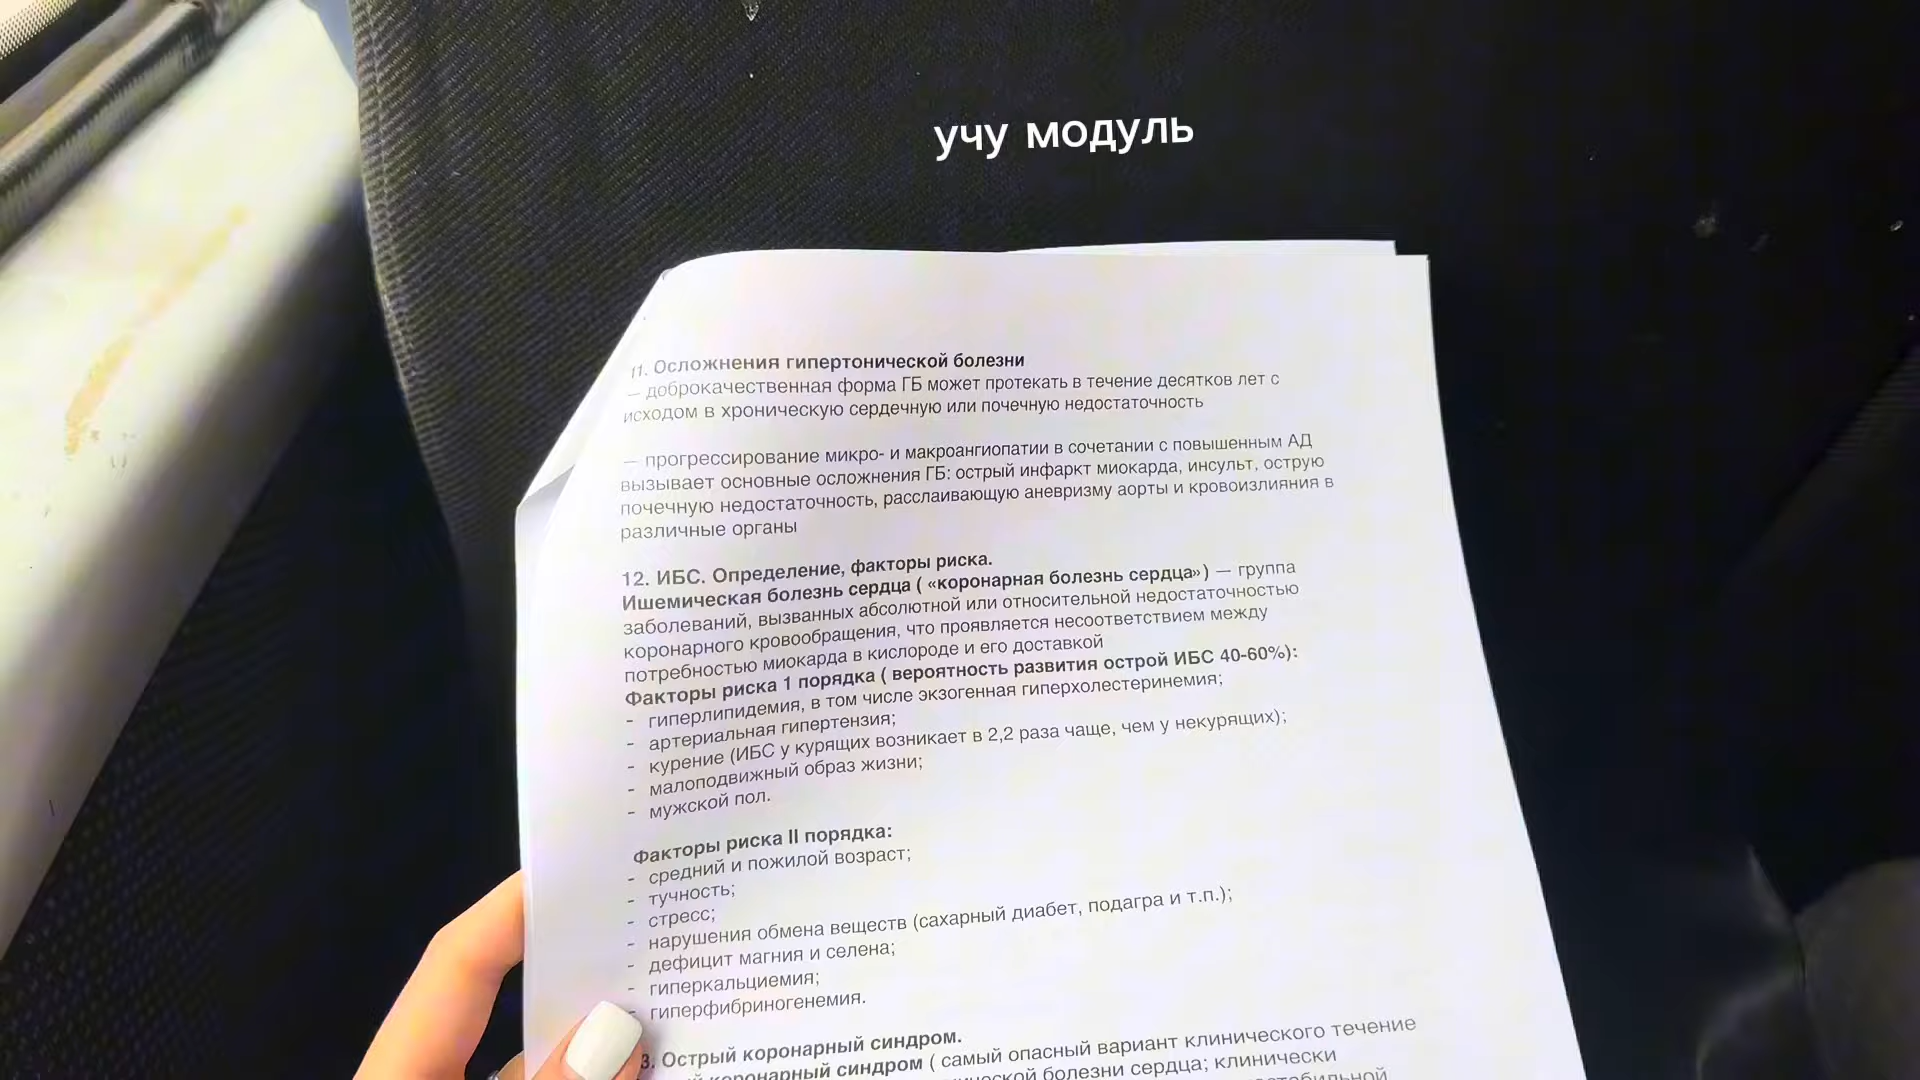 учу модуль
11. Осложнения гипертонической болезни
— доброкачественная форма ГБ может протекать в течение десятков лет с
исходом в хроническую сердечную или почечную недостаточность
— прогрессирование микро- и макроангиопатии в сочетании с повышенным АД
вызывает основные осложнения ГБ: острый инфаркт миокарда, инсульт, острую
почечную недостаточность, расслаивающую аневризму аорты и кровоизлияния в
различные органы
12. ИБС. Определение, факторы риска.
Ишемическая болезнь сердца ( «коронарная болезнь сердца») — группа
заболеваний, вызванных абсолютной или относительной недостаточностью
коронарного кровообращения, что проявляется несоответствием между
потребностью миокарда в кислороде и его доставкой
Факторы риска 1 порядка ( вероятность развития острой ИБС 40-60%):
- гиперлипидемия, в том числе экзогенная гиперхолестеринемия;
- артериальная гипертензия;
- курение (ИБС у курящих возникает в 2,2 раза чаще, чем у некурящих);
- малоподвижный образ жизни;
- мужской пол.
Факторы риска II порядка:
- средний и пожилой возраст;
- тучность;
- стресс;
- нарушения обмена веществ (сахарный диабет, подагра и т.п.);
- дефицит магния и селена;
- гиперкальциемия;
- гиперфибриногенемия.
3. Острый коронарный синдром.
коронарный синдром ( самый опасный вариант клинического течение
болезни сердца; клинически